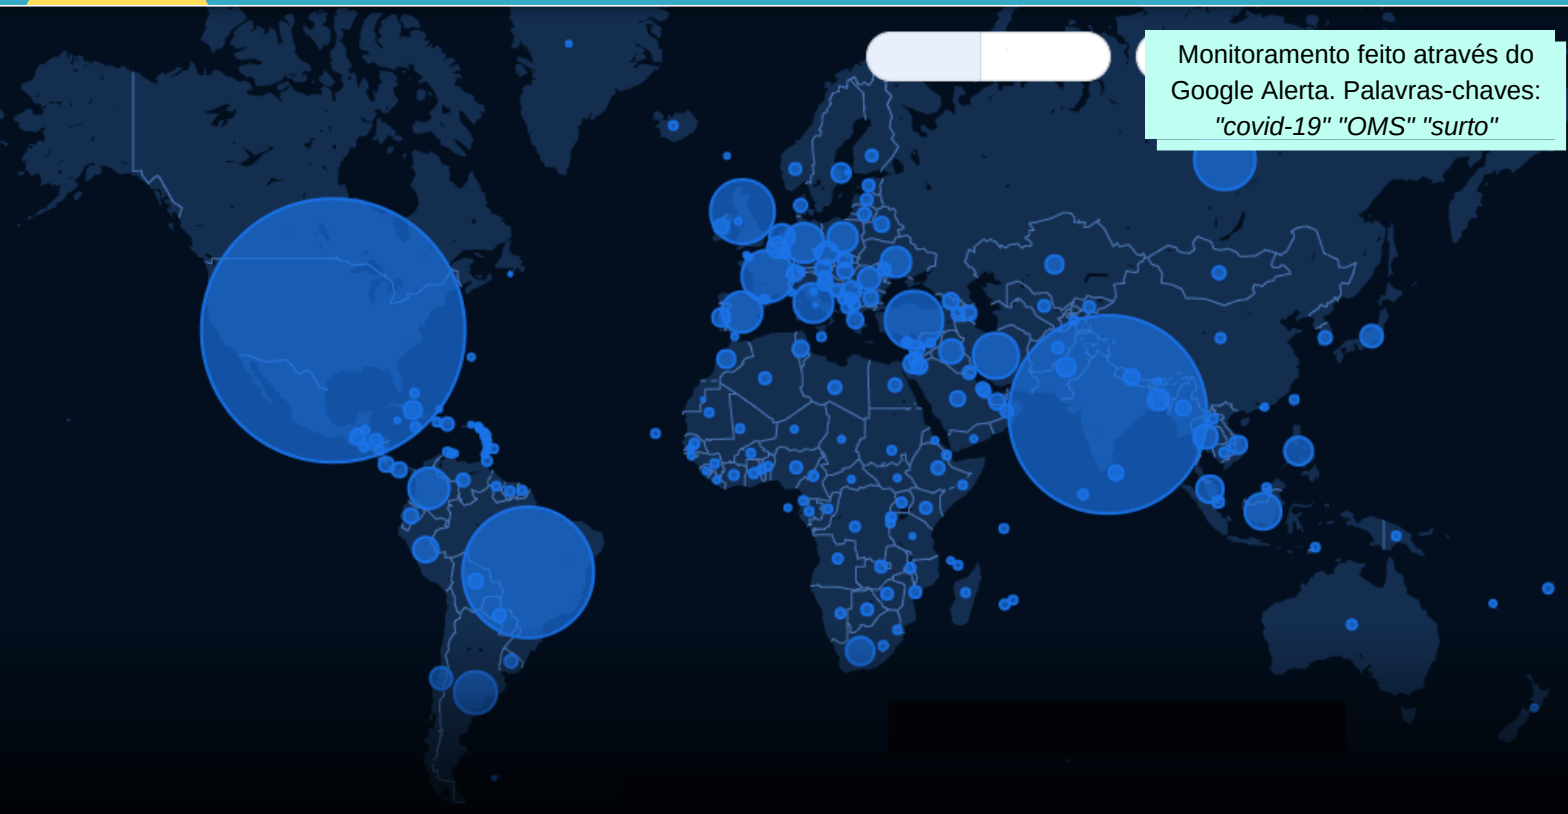 Monitoramento feito através do
Google Alerta. Palavras-chaves:
"covid-19" "OMS" "surto"